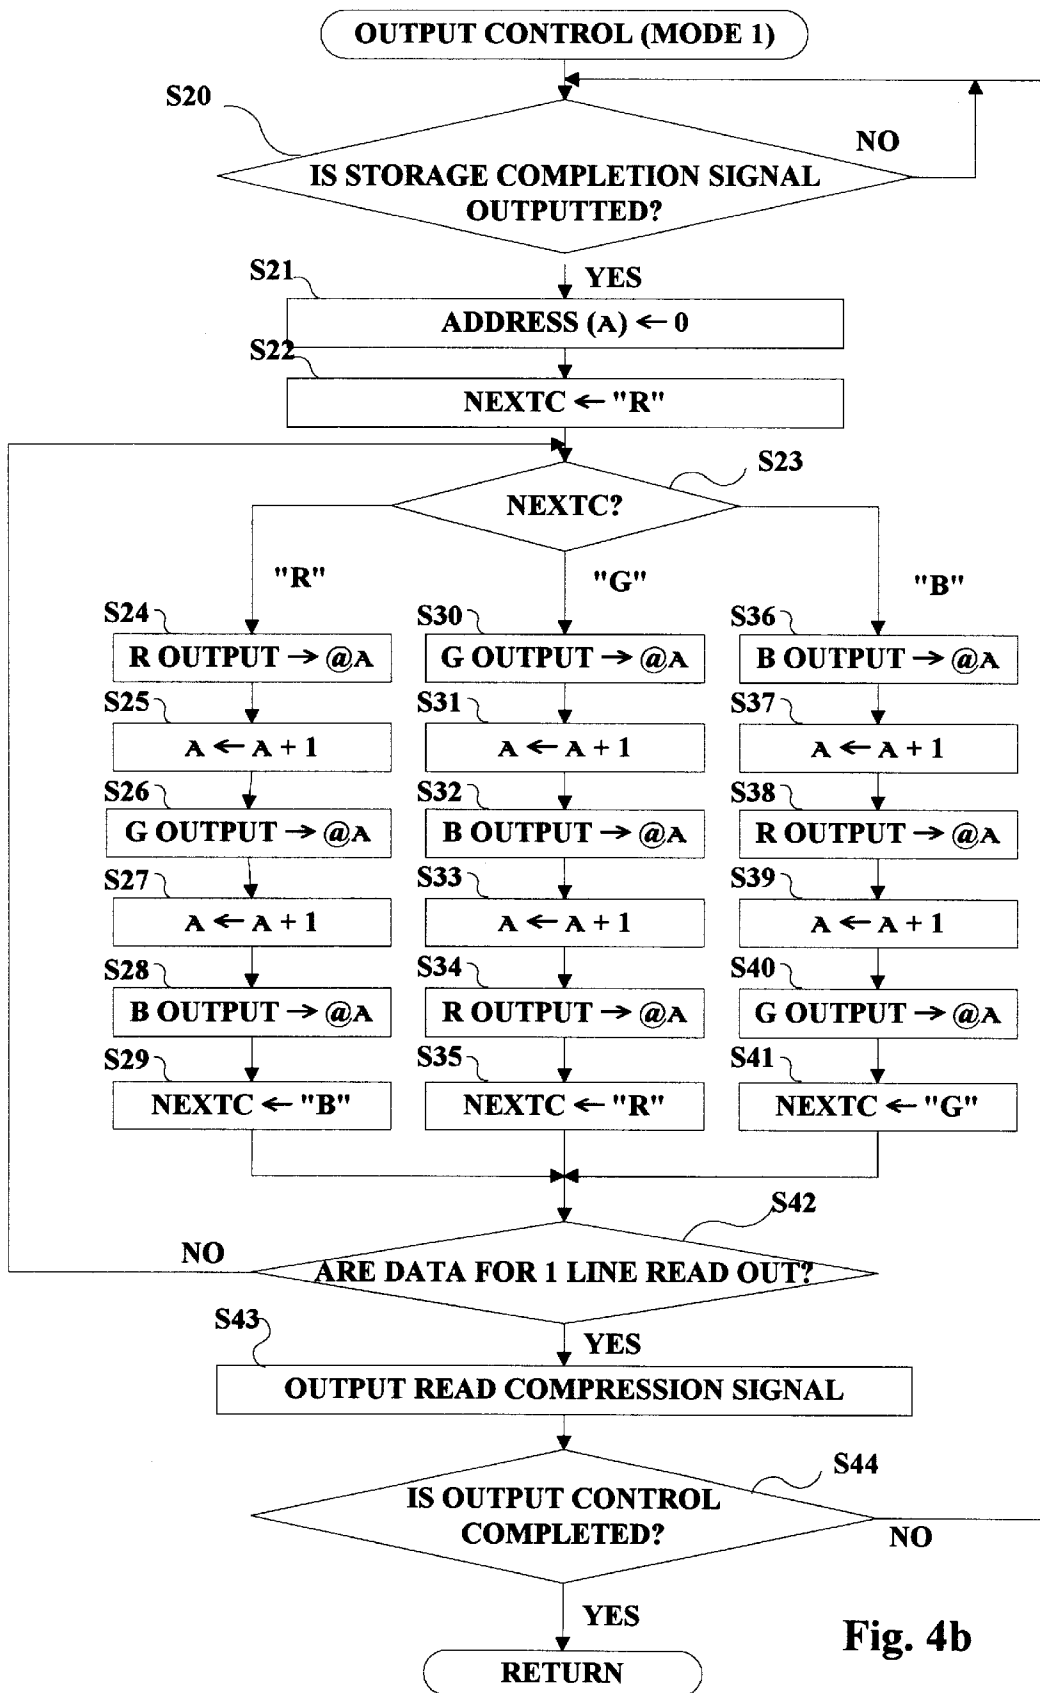 OUTPUT CONTROL (MODE 1)
S20
NO
IS STORAGE COMPLETION SIGNAL
OUTPUTTED?
S21
YES
ADDRESS (A) ← 0
S22
NEXTC ← "R"
S23
NEXTC?
"R"
"G"
"B"
S24
R OUTPUT → @A
S30
G OUTPUT → @A
S36
B OUTPUT → @A
S25
A ← A + 1
S31
A ← A + 1
S37
A ← A + 1
S26
G OUTPUT → @A
S32
B OUTPUT → @A
S38
R OUTPUT → @A
S27
A ← A + 1
S33
A ← A + 1
S39
A ← A + 1
S28
B OUTPUT → @A
S34
R OUTPUT → @A
S40
G OUTPUT → @A
S29
NEXTC ← "B"
S35
NEXTC ← "R"
S41
NEXTC ← "G"
S42
NO
ARE DATA FOR 1 LINE READ OUT?
S43
YES
OUTPUT READ COMPRESSION SIGNAL
S44
IS OUTPUT CONTROL
COMPLETED?
NO
YES
Fig. 4b
RETURN